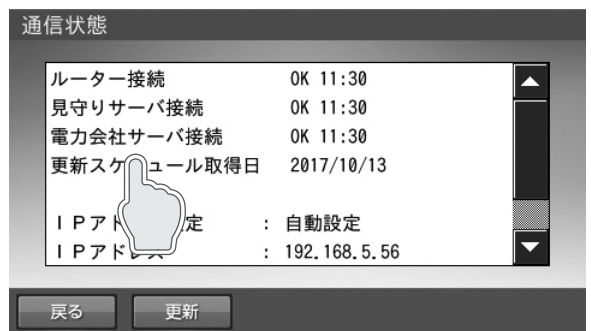 通信状態
ルーター接続 OK 11:30
見守りサーバ接続 OK 11:30
電力会社サーバ接続 OK 11:30
更新スケジュール取得日 2017/10/13
IPアド 定 : 自動設定
IPアドレス : 192.168.5.56
戻る 更新